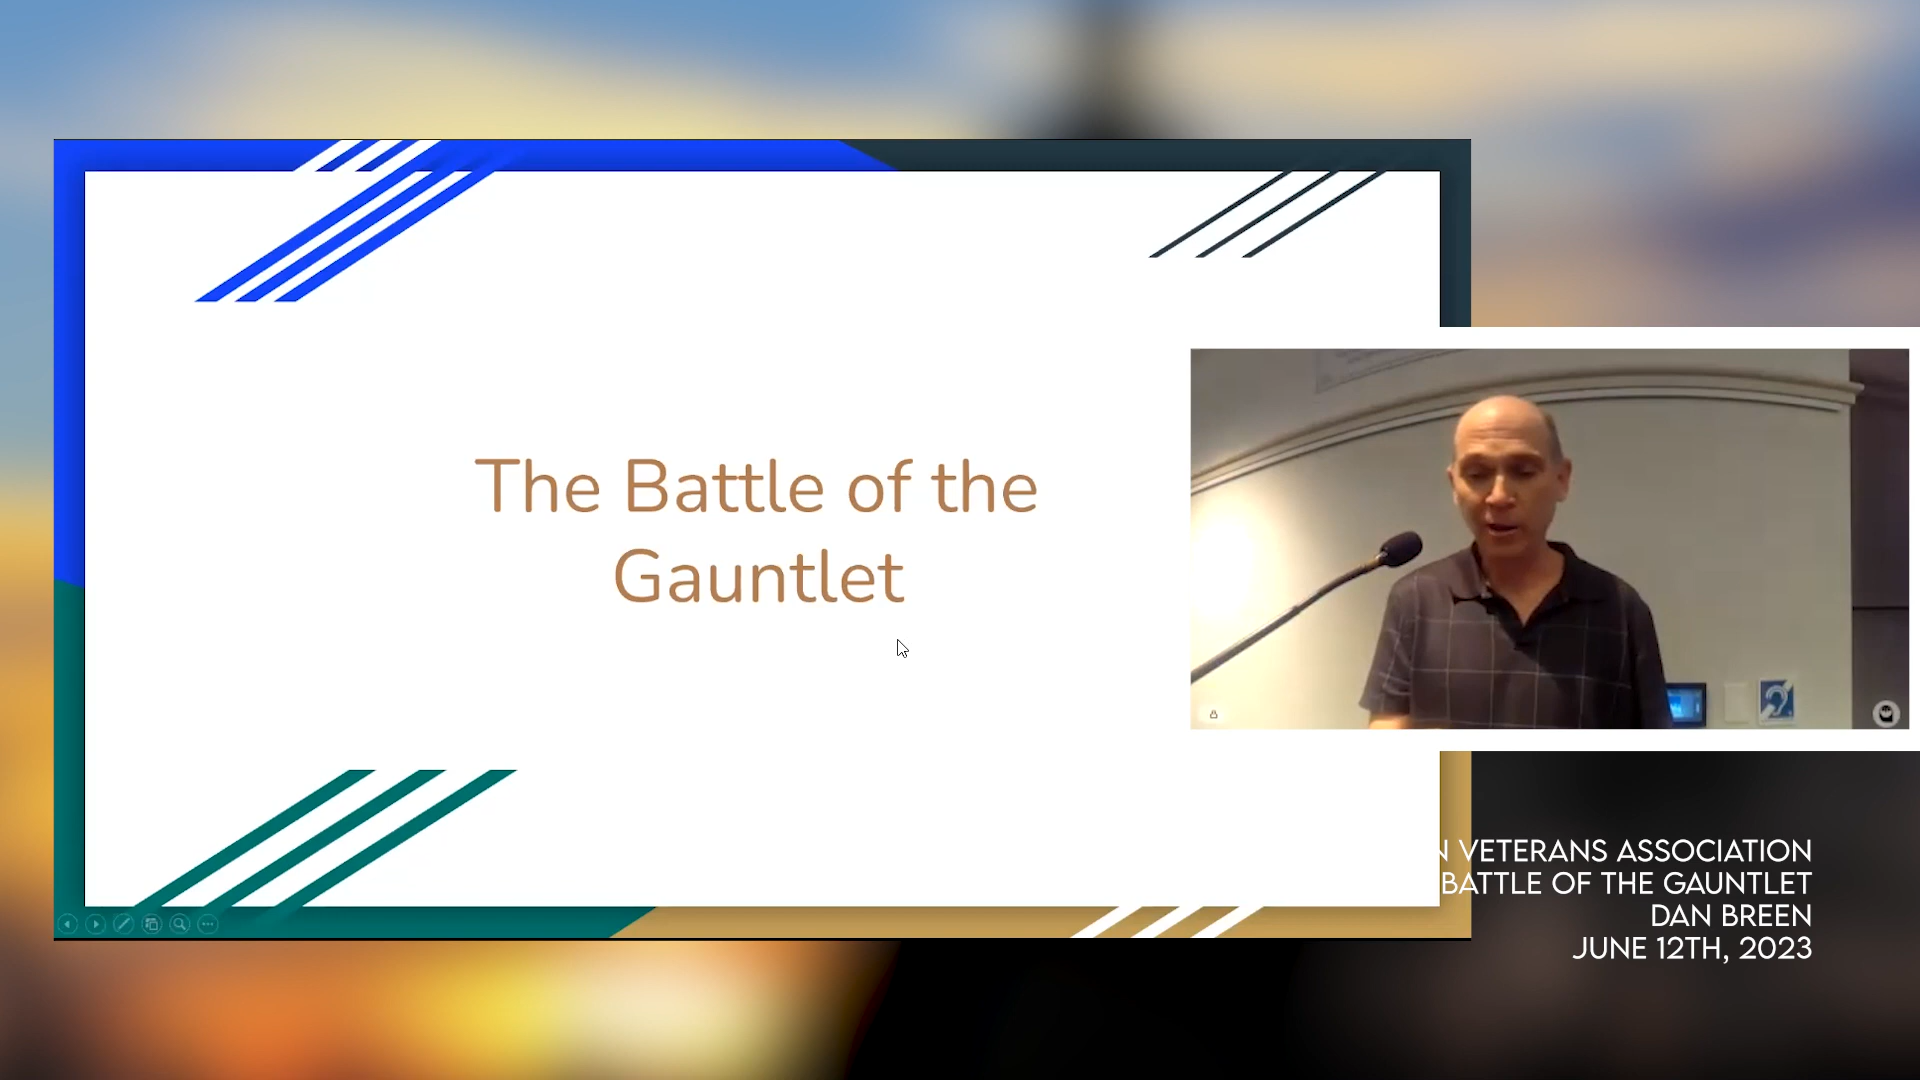 The Battle of the
Gauntlet
VETERANS ASSOCIATION
BATTLE OF THE GAUNTLET
DAN BREEN
JUNE 12TH, 2023